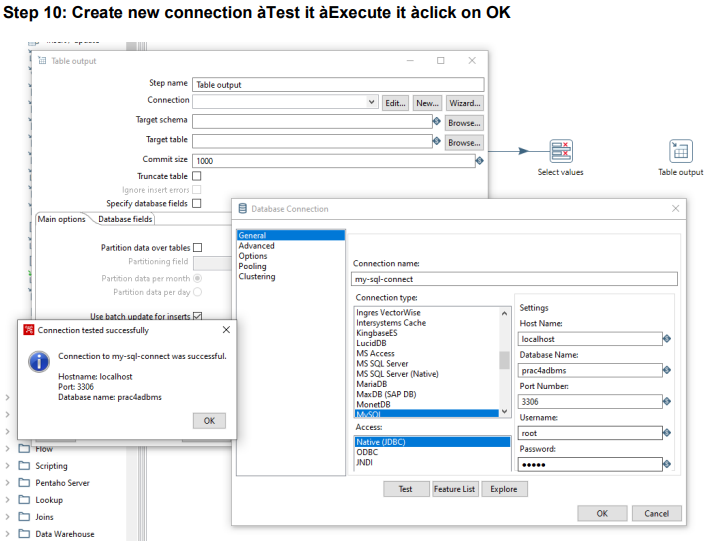 Step 10: Create new connection àTest it àExecute it àclick on OK
Table output
Step name Table output
Connection Edit... New... Wizard...
Target schema Browse...
Target table Browse...
Commit size 1000
Truncate table
Ignore insert errors
Specify database fields
Main options Database fields
Partition data over tables
Partitioning field
Partition data per month
Partition data per day
Use batch update for inserts
Select values
Table output
Database Connection
General
Advanced
Options
Pooling
Clustering
Connection name:
my-sql-connect
Connection type:
Ingres VectorWise
Intersystems Cache
KingbaseES
LucidDB
MS Access
MS SQL Server
MS SQL Server (Native)
MariaDB
MaxDB (SAP DB)
MonetDB
MySQL
Access:
Native (JDBC)
ODBC
JNDI
Settings
Host Name:
localhost
Database Name:
prac4adbms
Port Number:
3306
Username:
root
Password:
●●●●●
Test Feature List Explore
OK Cancel
Connection tested successfully
Connection to my-sql-connect was successful.
Hostname: localhost
Port: 3306
Database name: prac4adbms
OK
Flow
Scripting
Pentaho Server
Lookup
Joins
Data Warehouse